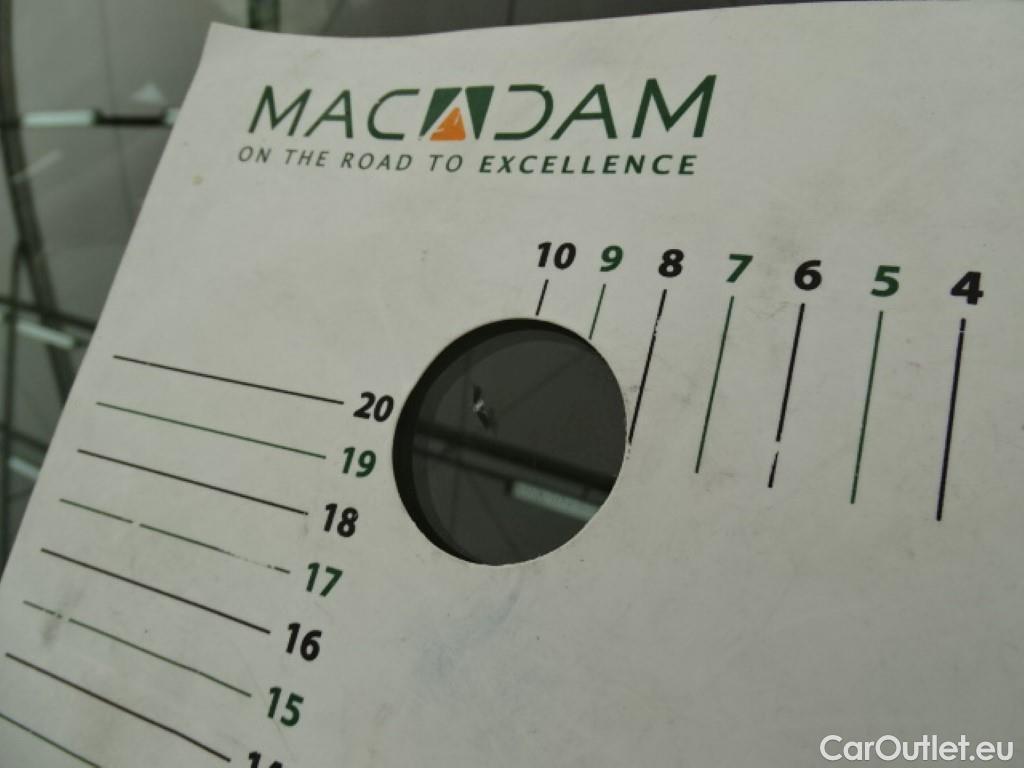 MACADAM
ON THE ROAD TO EXCELLENCE
10 9 8 7 6 5 4
20
19
18
17
16
15
14
CarOutlet.eu